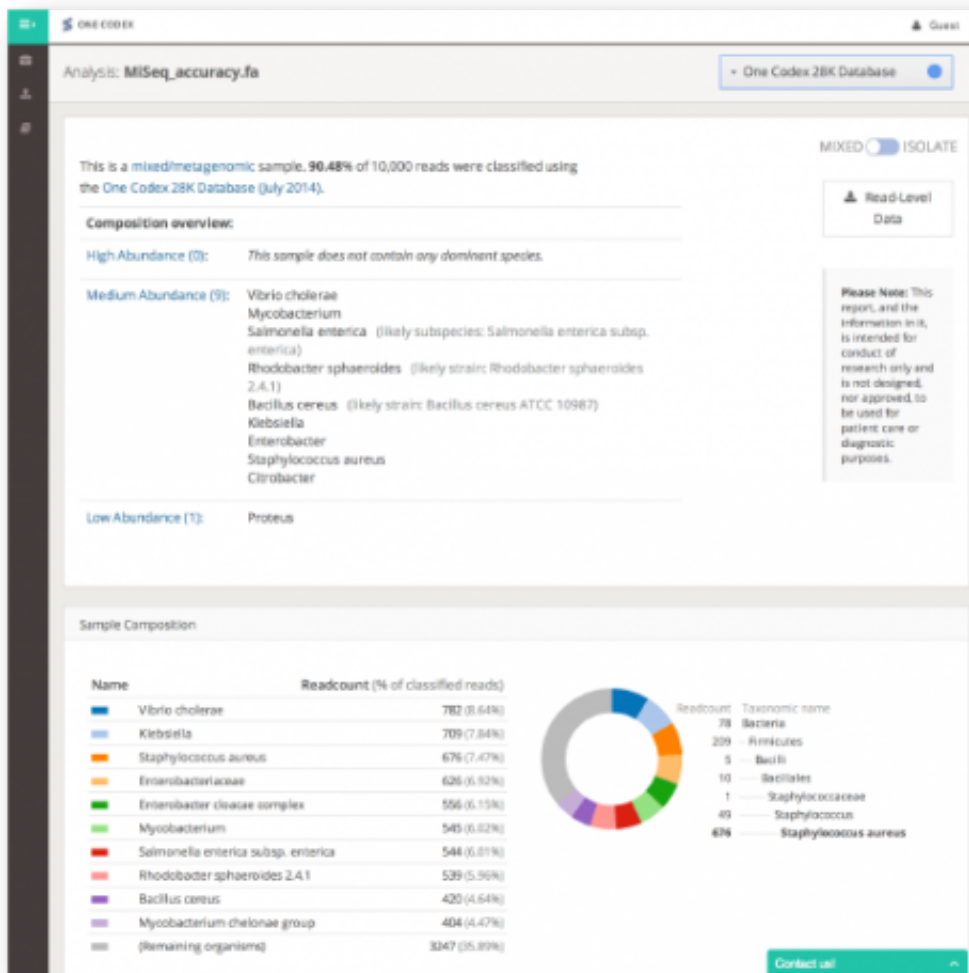 ONE CODEX
Guest
Analysis: MiSeq_accuracy.fa
One Codex 28K Database
MIXED ISOLATE
This is a mixed/metagenomic sample. 90.48% of 10,000 reads were classified using
the One Codex 28K Database (July 2014).
Read-Level
Data
Composition overview:
High Abundance (0): This sample does not contain any dominant species.
Medium Abundance (9): Vibrio cholerae
Mycobacterium
Salmonella enterica (likely subspecies: Salmonella enterica subsp.
enterica)
Rhodobacter sphaeroides (likely strain: Rhodobacter sphaeroides
2.4.1)
Bacillus cereus (likely strain: Bacillus cereus ATCC 10987)
Klebsiella
Enterobacter
Staphylococcus aureus
Citrobacter
Low Abundance (1): Proteus
Please Note: This
report, and the
information in it,
is intended for
conduct of
research only and
is not designed,
nor approved, to
be used for
patient care or
diagnostic
purposes.
Sample Composition
Name Readcount (% of classified reads)
Vibrio cholerae 782 (8.64%)
Klebsiella 709 (7.84%)
Staphylococcus aureus 676 (7.47%)
Enterobacteriaceae 626 (6.92%)
Enterobacter cloacae complex 556 (6.15%)
Mycobacterium 545 (6.02%)
Salmonella enterica subsp. enterica 544 (6.01%)
Rhodobacter sphaeroides 2.4.1 539 (5.96%)
Bacillus cereus 420 (4.64%)
Mycobacterium chelonae group 404 (4.47%)
(Remaining organisms) 3247 (35.89%)
Readcount Taxonomic name
78 Bacteria
209 Firmicutes
5 Bacilli
10 Bacillales
1 Staphylococcaceae
49 Staphylococcus
676 Staphylococcus aureus
Contact us!